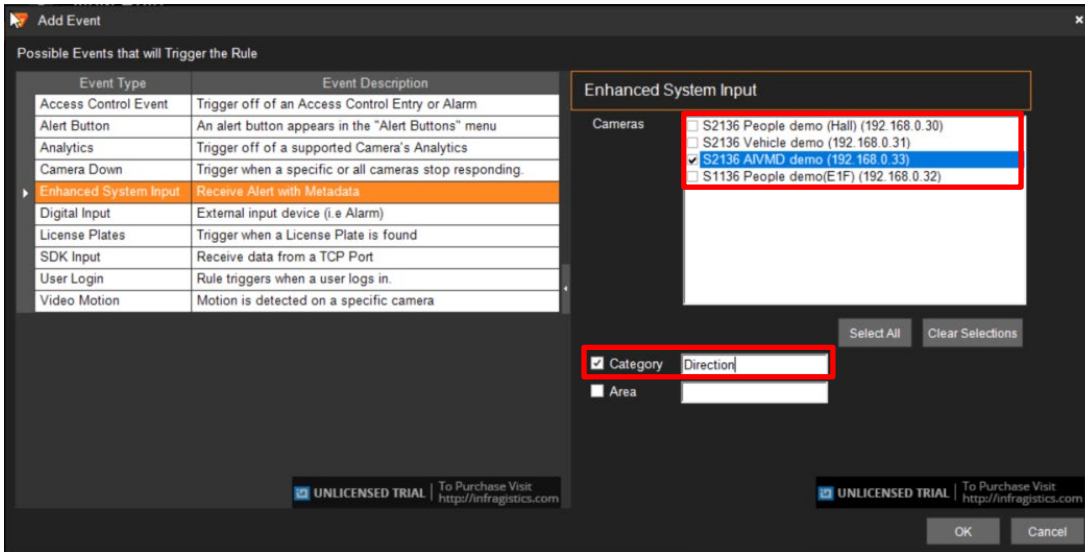 Add Event
Possible Events that will Trigger the Rule
Event Type Event Description
Access Control Event Trigger off of an Access Control Entry or Alarm
Alert Button An alert button appears in the "Alert Buttons" menu
Analytics Trigger off of a supported Camera's Analytics
Camera Down Trigger when a specific or all cameras stop responding.
Enhanced System Input Receive Alert with Metadata
Digital Input External input device (i.e Alarm)
License Plates Trigger when a License Plate is found
SDK Input Receive data from a TCP Port
User Login Rule triggers when a user logs in.
Video Motion Motion is detected on a specific camera
UNLICENSED TRIAL To Purchase Visit
http://infragistics.com
Enhanced System Input
Cameras
S2136 People demo (Hall) (192.168.0.30)
S2136 Vehicle demo (192.168.0.31)
S2136 AIVMD demo (192.168.0.33)
S1136 People demo(E1F) (192.168.0.32)
Select All Clear Selections
Category Direction
Area
UNLICENSED TRIAL To Purchase Visit
http://infragistics.com
OK Cancel